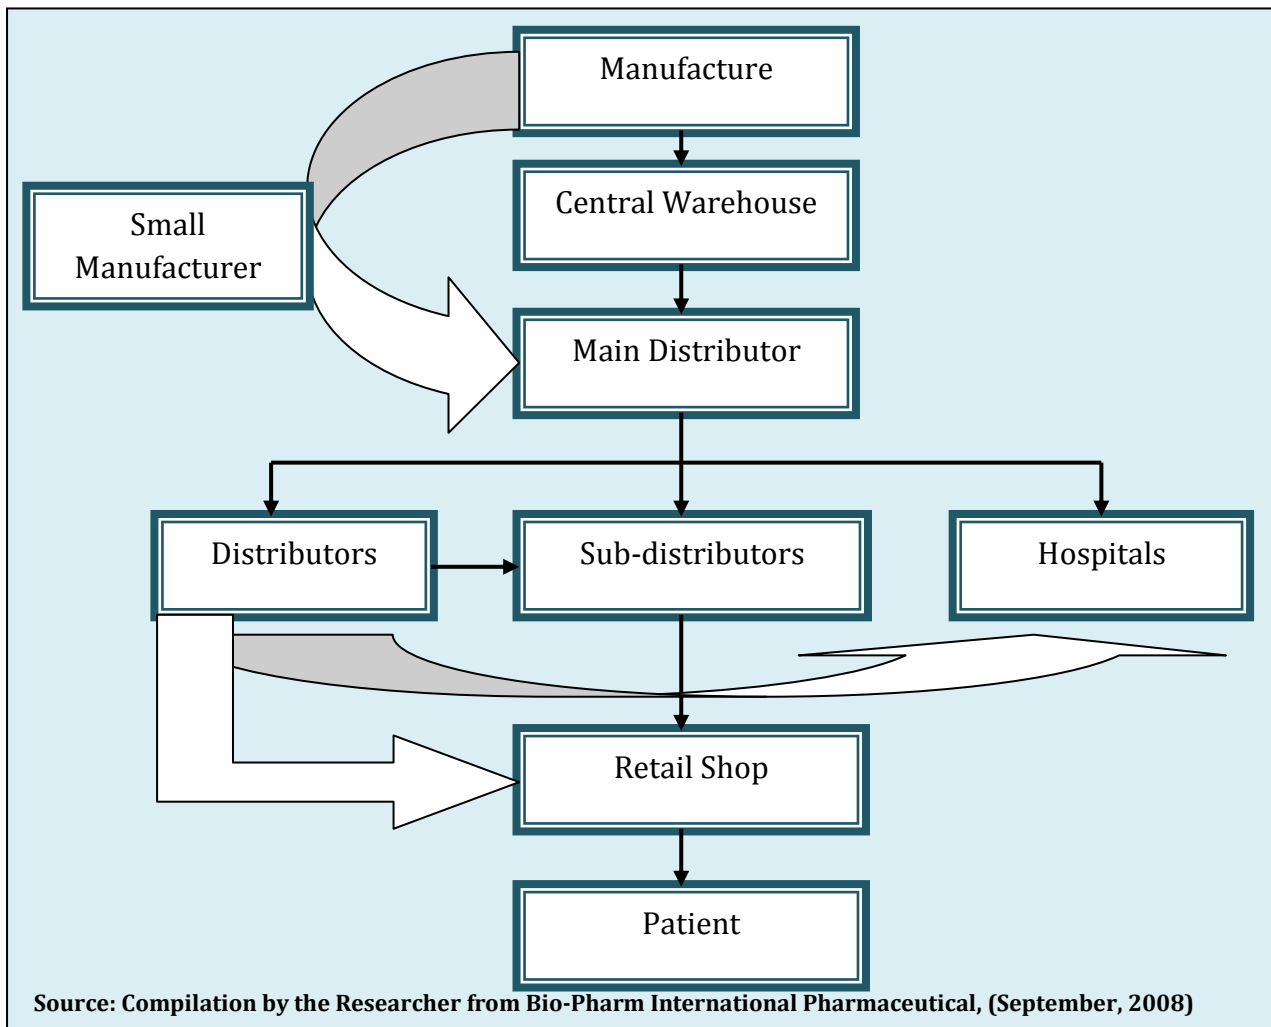 Manufacture
Central Warehouse
Small
Manufacturer
Main Distributor
Distributors
Sub-distributors
Hospitals
Retail Shop
Patient
Source: Compilation by the Researcher from Bio-Pharm International Pharmaceutical, (September, 2008)